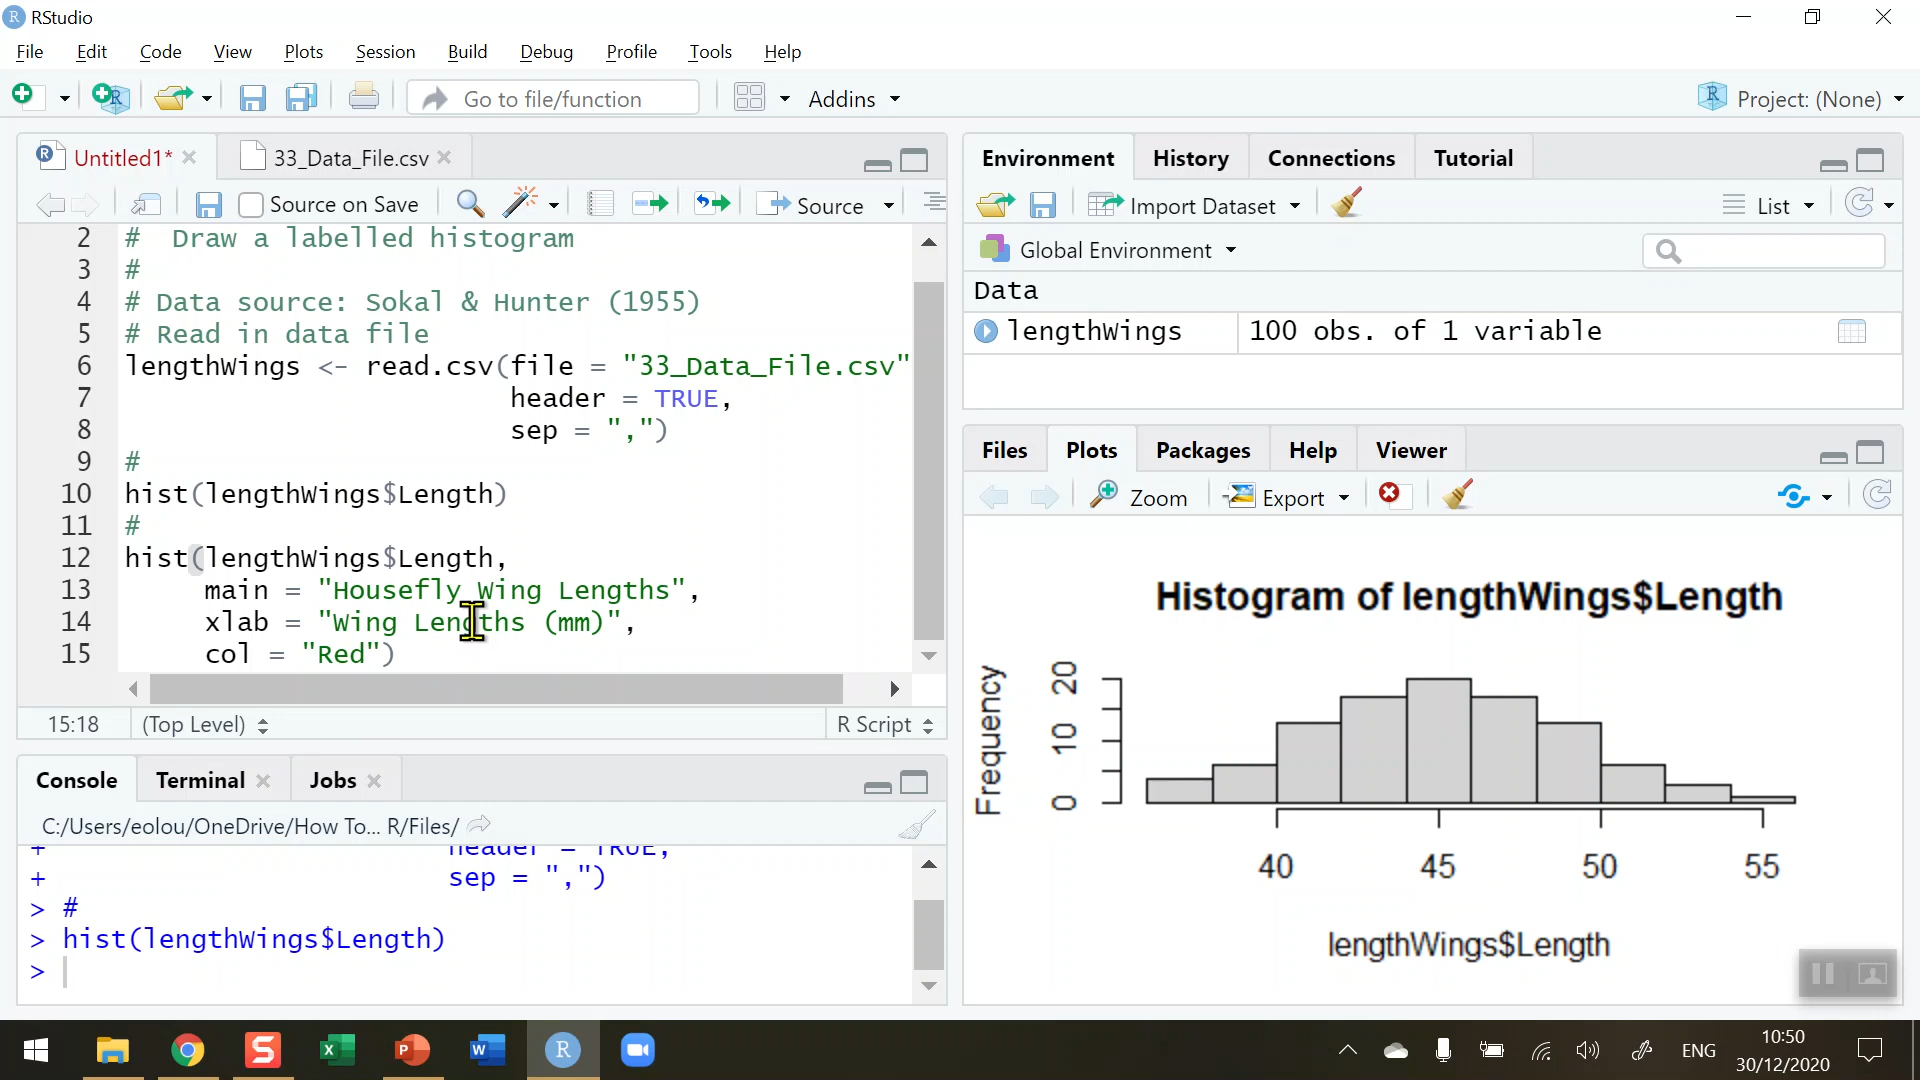 RStudio
File Edit Code View Plots Session Build Debug Profile Tools Help
Go to file/function Addins Project: (None)
Untitled1* 33_Data_File.csv
Source on Save Source
2 #  Draw a labelled histogram
3 #
4 # Data source: Sokal & Hunter (1955)
5 # Read in data file
6 lengthWings <- read.csv(file = "33_Data_File.csv"
7 header = TRUE,
8 sep = ",")
9 #
10 hist(lengthWings$Length)
11 #
12 hist(lengthWings$Length,
13 main = "Housefly Wing Lengths",
14 xlab = "Wing Lengths (mm)",
15 col = "Red")
15:18 (Top Level) R Script
Console Terminal Jobs
C:/Users/eolou/OneDrive/How To... R/Files/
+ header = TRUE,
+ sep = ",")
> #
> hist(lengthWings$Length)
>
Environment History Connections Tutorial
Import Dataset List
Global Environment
Data
lengthWings 100 obs. of 1 variable
Files Plots Packages Help Viewer
Zoom Export
Histogram of lengthWings$Length
Frequency
0 10 20
40 45 50 55
lengthWings$Length
ENG
10:50
30/12/2020